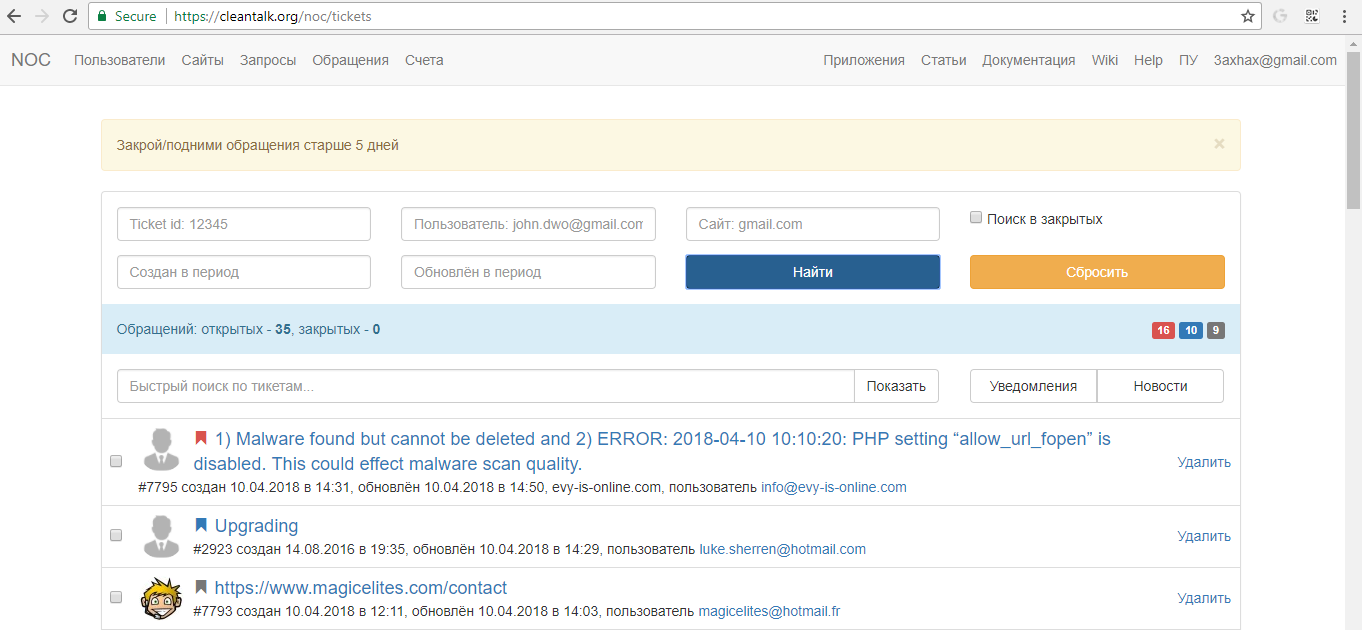 Secure https://cleantalk.org/noc/tickets
NOC Пользователи Сайты Запросы Обращения Счета Приложения Статьи Документация Wiki Help ПУ 3axhax@gmail.com
Закрой/подними обращения старше 5 дней ×
Ticket id: 12345 Пользователь: john.dwo@gmail.com Сайт: gmail.com Поиск в закрытых
Создан в период Обновлён в период Найти Сбросить
Обращений: открытых - 35, закрытых - 0 16 10 9
Быстрый поиск по тикетам... Показать Уведомления Новости
1) Malware found but cannot be deleted and 2) ERROR: 2018-04-10 10:10:20: PHP setting “allow_url_fopen” is
disabled. This could effect malware scan quality.
Удалить
#7795 создан 10.04.2018 в 14:31, обновлён 10.04.2018 в 14:50, evy-is-online.com, пользователь info@evy-is-online.com
Upgrading
Удалить
#2923 создан 14.08.2016 в 19:35, обновлён 10.04.2018 в 14:29, пользователь luke.sherren@hotmail.com
https://www.magicelites.com/contact
Удалить
#7793 создан 10.04.2018 в 12:11, обновлён 10.04.2018 в 14:03, пользователь magicelites@hotmail.fr